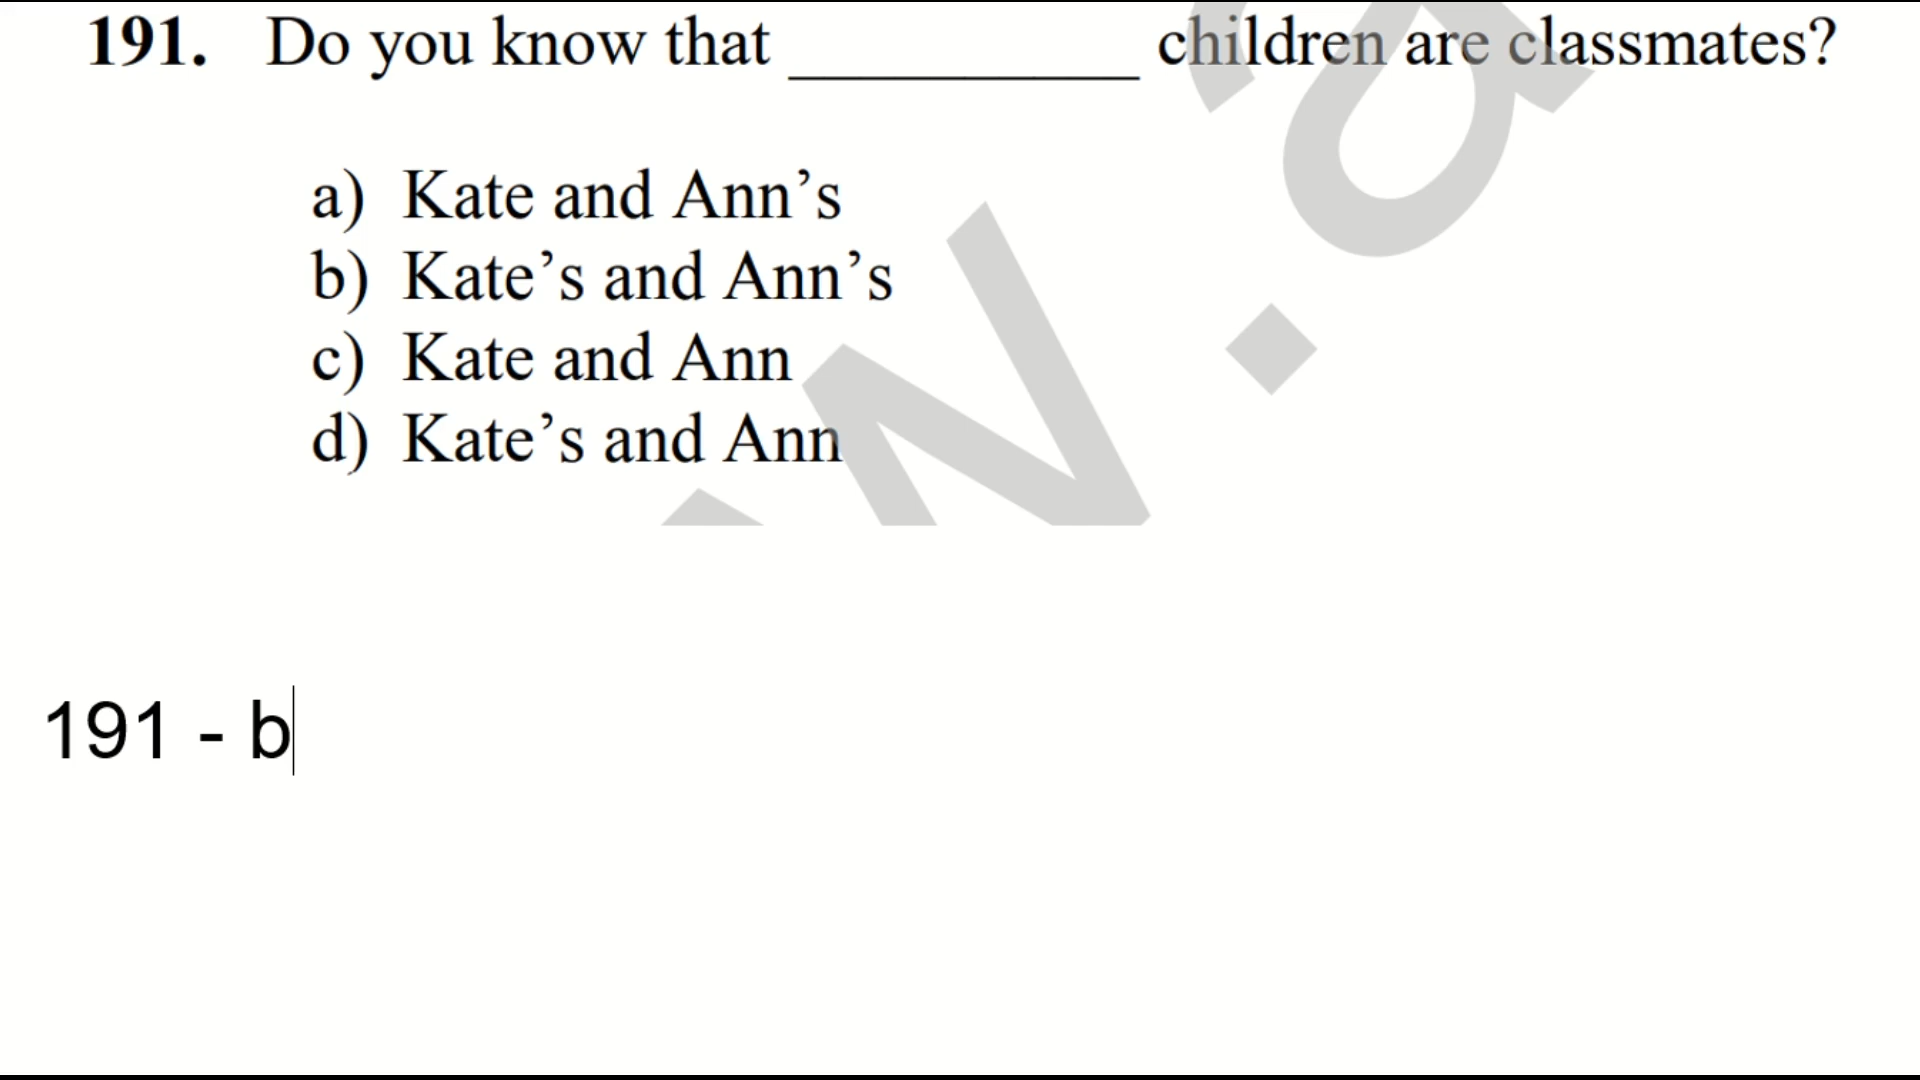 191. Do you know that __________ children are classmates?
a) Kate and Ann’s
b) Kate’s and Ann’s
c) Kate and Ann
d) Kate’s and Ann
191 - b